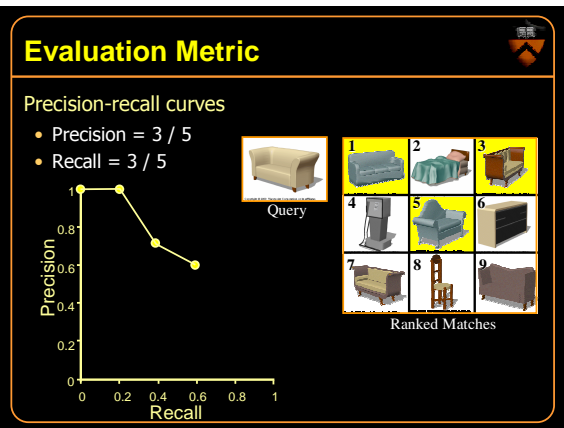 Evaluation Metric
Precision-recall curves
• Precision = 3 / 5
• Recall = 3 / 5
Query
1 2 3
4 5 6
7 8 9
Ranked Matches
Precision
1
0.8
0.6
0.4
0.2
0
0 0.2 0.4 0.6 0.8 1
Recall